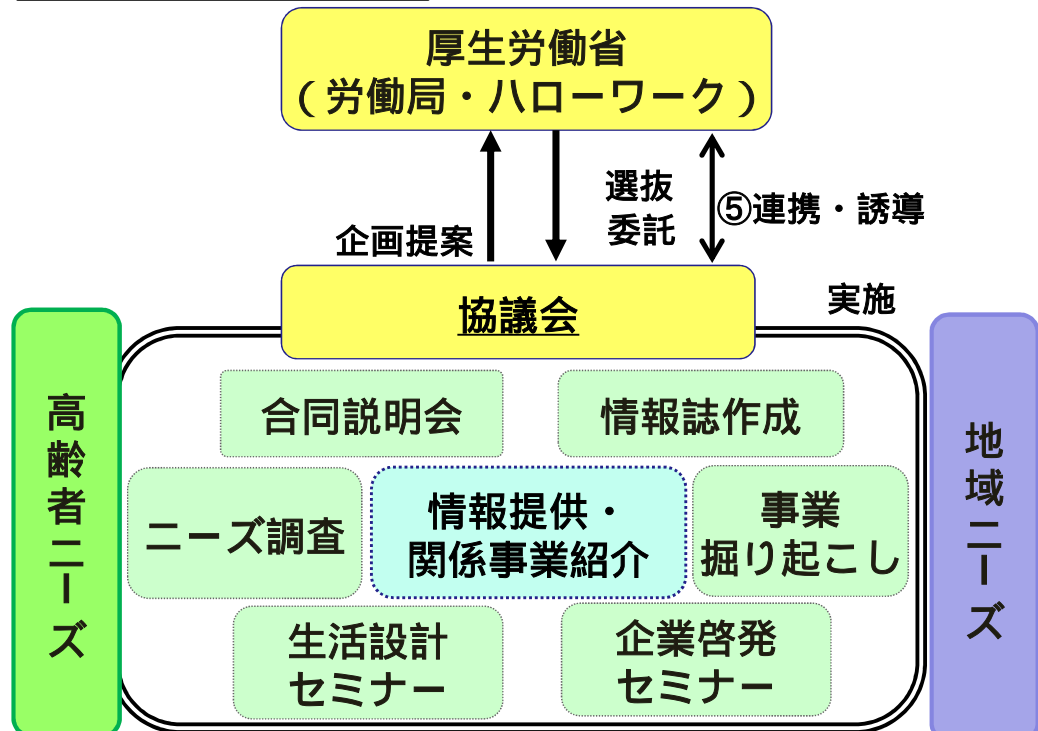 厚生労働省
（労働局・ハローワーク）
企画提案
選抜
委託
⑤連携・誘導
協議会
実施
高齢者ニーズ
地域ニーズ
合同説明会
情報誌作成
ニーズ調査
情報提供・
関係事業紹介
事業
掘り起こし
生活設計
セミナー
企業啓発
セミナー